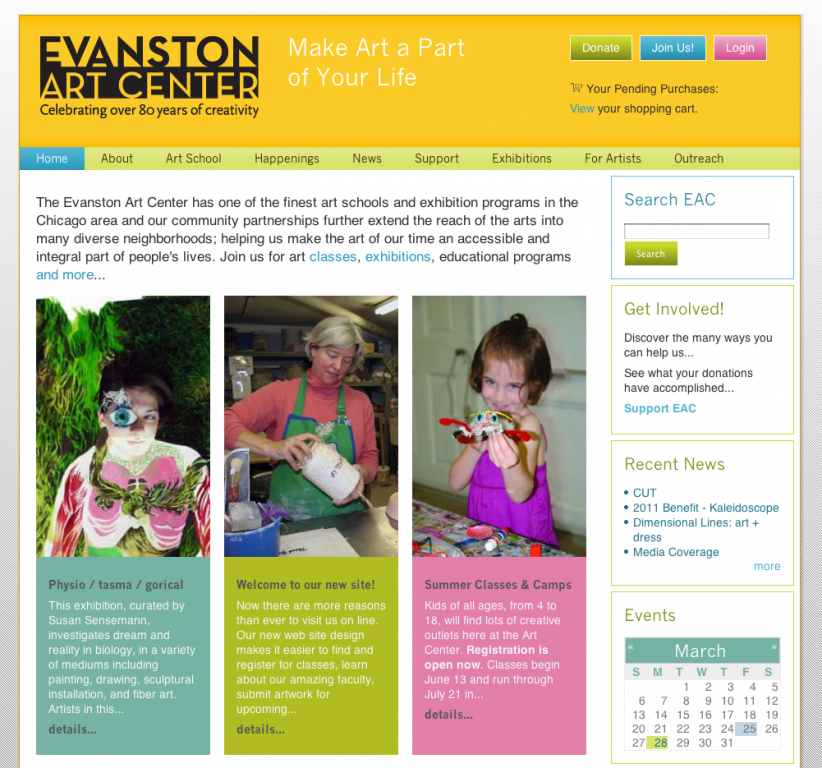 EVANSTON
ART CENTER
Celebrating over 80 years of creativity
Make Art a Part
of Your Life
Donate
Join Us!
Login
Your Pending Purchases:
View your shopping cart.
Home
About
Art School
Happenings
News
Support
Exhibitions
For Artists
Outreach
The Evanston Art Center has one of the finest art schools and exhibition programs in the
Chicago area and our community partnerships further extend the reach of the arts into
many diverse neighborhoods; helping us make the art of our time an accessible and
integral part of people's lives. Join us for art classes, exhibitions, educational programs
and more...
Physio / tasma / gorical
This exhibition, curated by
Susan Sensemann,
investigates dream and
reality in biology, in a variety
of mediums including
painting, drawing, sculptural
installation, and fiber art.
Artists in this...
details...
Welcome to our new site!
Now there are more reasons
than ever to visit us on line.
Our new web site design
makes it easier to find and
register for classes, learn
about our amazing faculty,
submit artwork for
upcoming...
details...
Summer Classes & Camps
Kids of all ages, from 4 to
18, will find lots of creative
outlets here at the Art
Center. Registration is
open now. Classes begin
June 13 and run through
July 21 in...
details...
Search EAC
Search
Get Involved!
Discover the many ways you
can help us...
See what your donations
have accomplished...
Support EAC
Recent News
• CUT
• 2011 Benefit - Kaleidoscope
• Dimensional Lines: art +
dress
• Media Coverage
more
Events
« March »
S M T W T F S
1 2 3 4 5
6 7 8 9 10 11 12
13 14 15 16 17 18 19
20 21 22 23 24 25 26
27 28 29 30 31